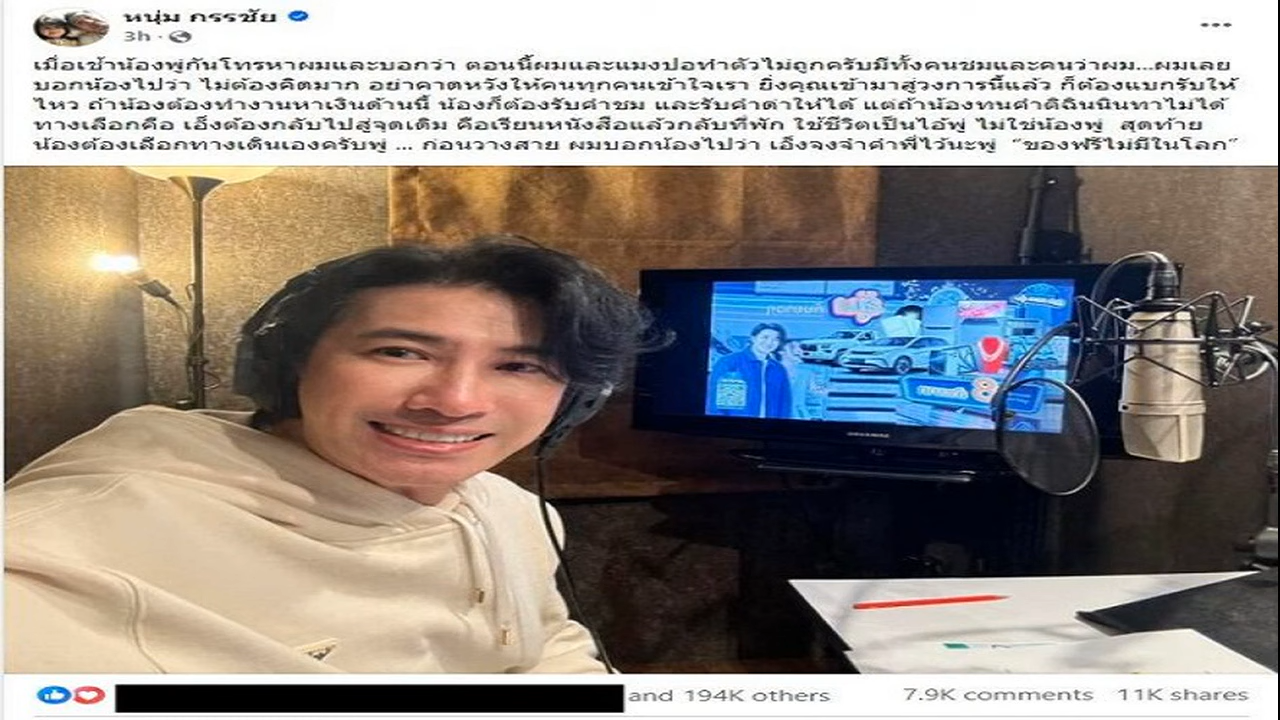 หนุ่ม กรรชัย
3h ·
เมื่อเช้าน้องพู่กันโทรหาผมและบอกว่า ตอนนี้ผมและแมงปอทำตัวไม่ถูกครับมีทั้งคนชมและคนว่าผม...ผมเลย
บอกน้องไปว่า ไม่ต้องคิดมาก อย่าคาดหวังให้คนทุกคนเข้าใจเรา ยิ่งคุณเข้ามาสู่วงการนี้แล้ว ก็ต้องแบกรับให้
ไหว ถ้าน้องต้องทำงานหาเงินด้านนี้ น้องก็ต้องรับคำชม และรับคำด่าให้ได้ แต่ถ้าน้องทนคำติฉินนินทาไม่ได้
ทางเลือกคือ เอ็งต้องกลับไปสู่จุดเดิม คือเรียนหนังสือแล้วกลับที่พัก ใช้ชีวิตเป็นไอ้พู่ ไม่ใช่น้องพู่ สุดท้าย
น้องต้องเลือกทางเดินเองครับพู่ ... ก่อนวางสาย ผมบอกน้องไปว่า เอ็งจงจำคำพี่ไว้นะพู่ “ของฟรีไม่มีในโลก”
and 194K others 7.9K comments 11K shares